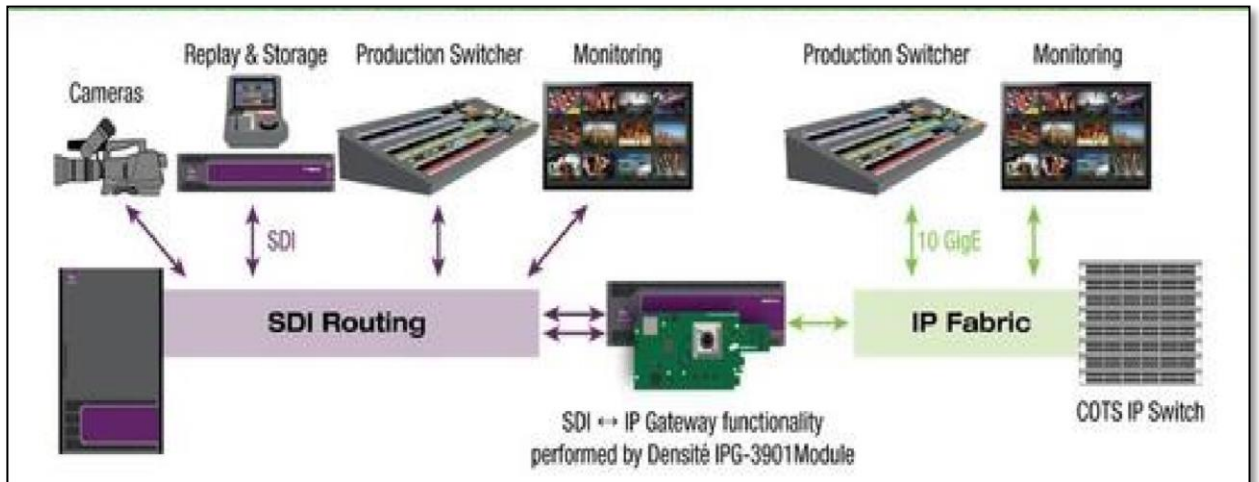 Replay & Storage
Production Switcher
Monitoring
Production Switcher
Monitoring
Cameras
SDI
10 GigE
SDI Routing
IP Fabric
COTS IP Switch
SDI ↔ IP Gateway functionality
performed by Densité IPG-3901Module